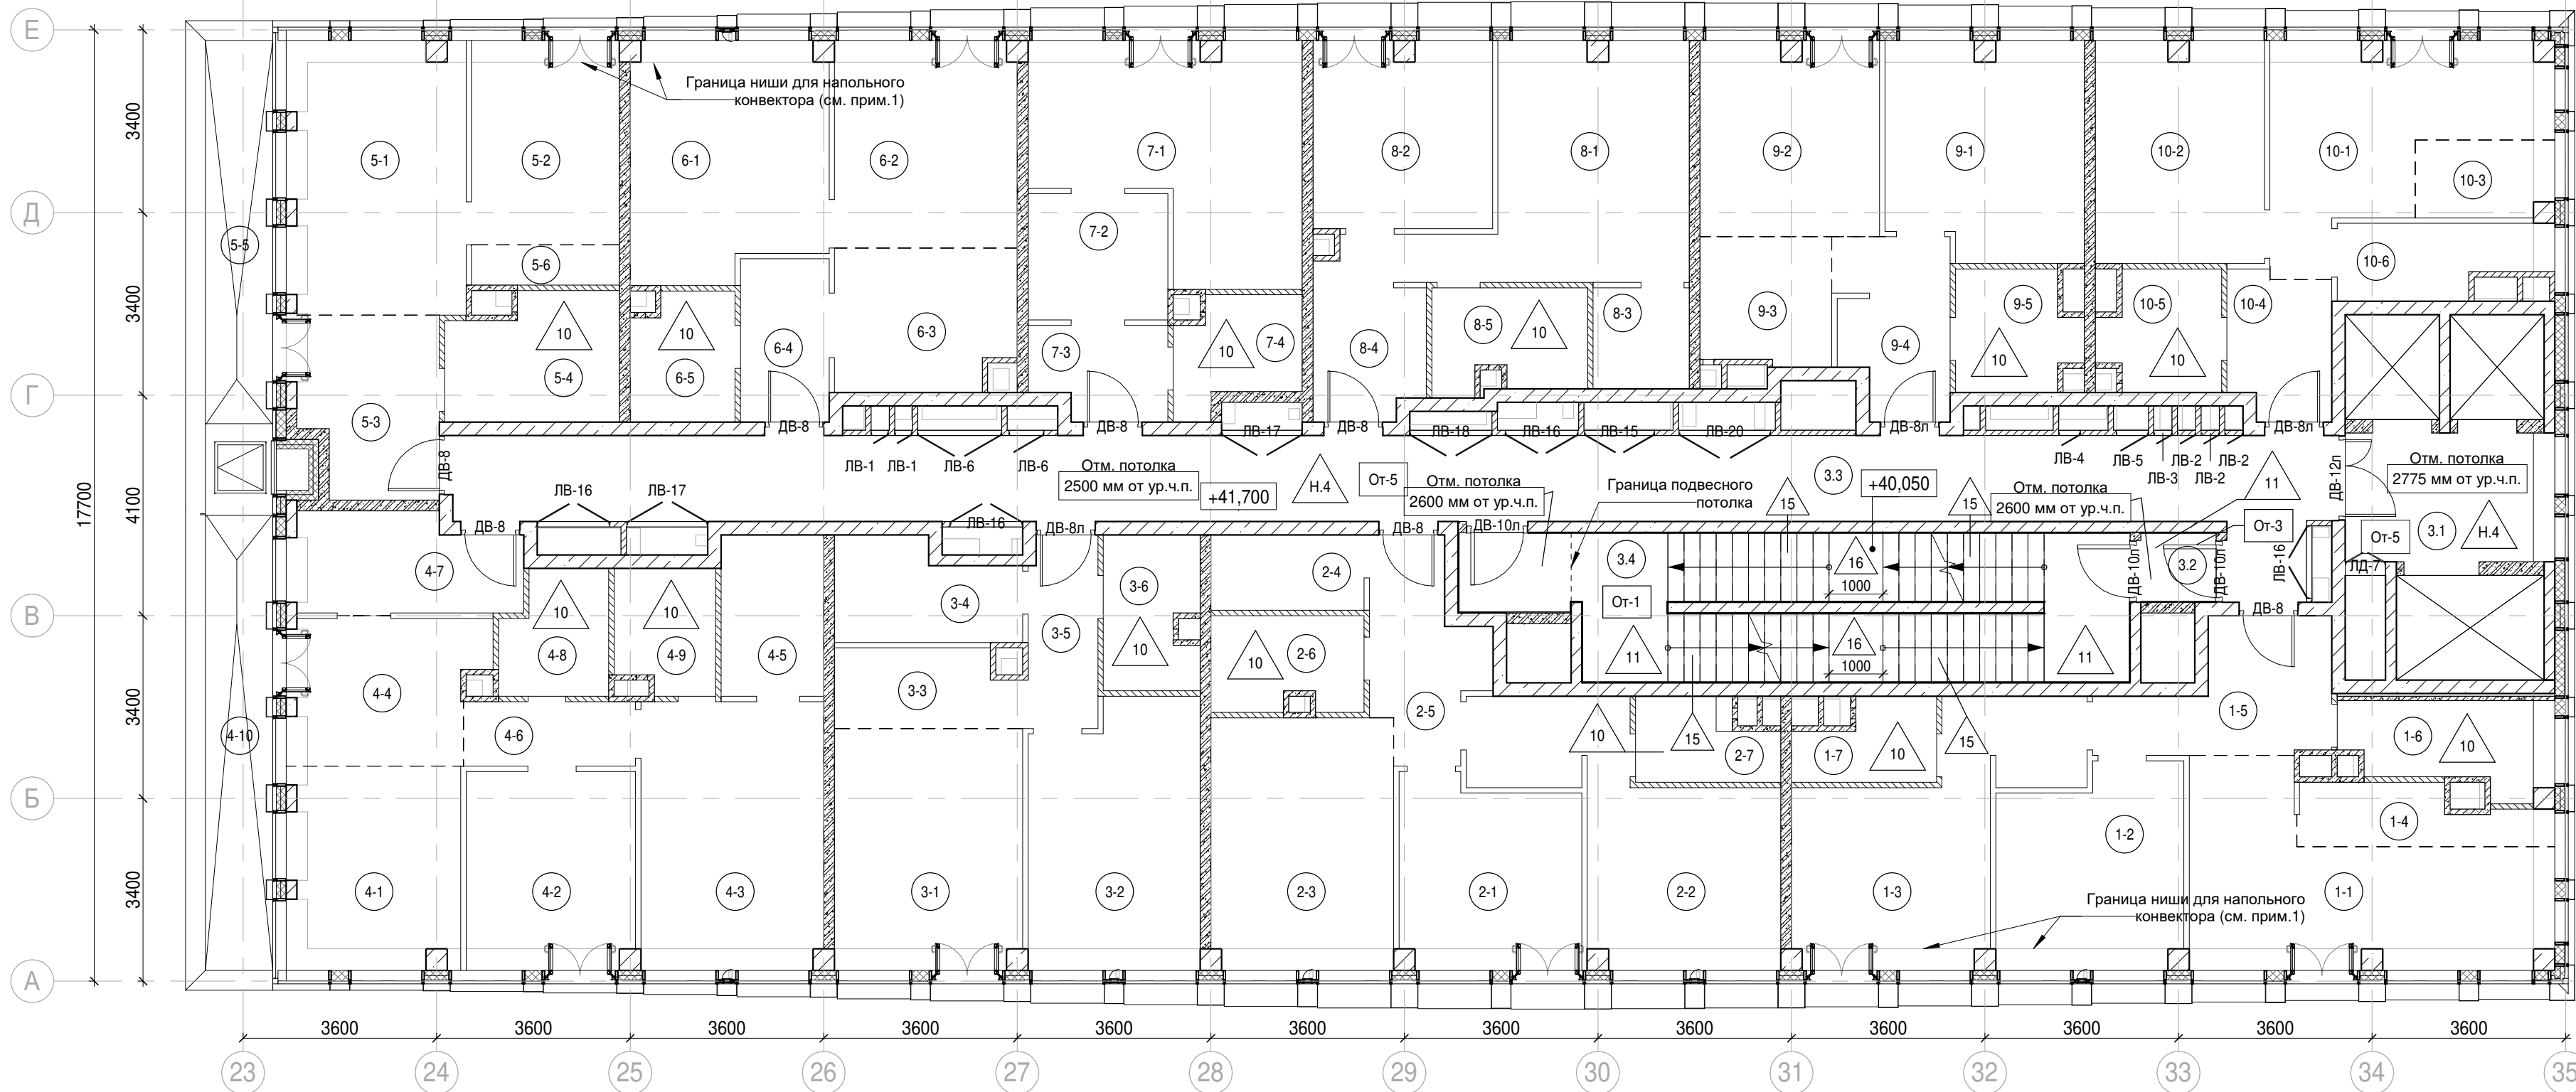 Е
Граница ниши для напольного
конвектора (см. прим.1)
3400
5-1
5-2
6-1
6-2
7-1
8-2
8-1
9-2
9-1
10-2
10-1
10-3
Д
5-5
5-6
7-2
10-6
3400
10
5-4
10
6-5
6-4
6-3
7-3
10
7-4
8-4
8-5
10
8-3
9-3
9-4
9-5
10
10-5
10
10-4
Г
5-3
ДВ-8
ДВ-8
ДВ-8
ДВ-8
ДВ-8л
ДВ-8л
ЛВ-17
ЛВ-18
ЛВ-16
ЛВ-15
ЛВ-20
ЛВ-1
ЛВ-1
ЛВ-6
ЛВ-6
ЛВ-4
ЛВ-5
ЛВ-3
ЛВ-2
ЛВ-2
ЛВ-2
17700
4100
ЛВ-16
ЛВ-17
Отм. потолка
2500 мм от ур.ч.п.
+41,700
Н.4
От-5
Отм. потолка
2600 мм от ур.ч.п.
Граница подвесного
потолка
3.3
15
+40,050
15
Отм. потолка
2600 мм от ур.ч.п.
11
От-3
ДВ-12л
Отм. потолка
2775 мм от ур.ч.п.
От-5
3.1
Н.4
ДВ-8
ЛВ-16
ДВ-8л
ДВ-8
ДВ-10л
3.4
От-1
16
1000
ДВ-10л
3.2
ДВ-10л
ЛВ-16
ЛД-7
4-7
10
4-8
10
4-9
4-5
3-4
3-5
3-6
10
2-4
10
2-6
11
16
1000
11
ДВ-8
В
3400
4-4
4-10
4-6
3-3
2-5
10
15
2-7
1-7
10
15
1-5
1-6
10
Б
1-4
1-2
3400
4-1
4-2
4-3
3-1
3-2
2-3
2-1
2-2
1-3
Граница ниши для напольного
конвектора (см. прим.1)
1-1
А
3600
3600
3600
3600
3600
3600
3600
3600
3600
3600
3600
3600
23
24
25
26
27
28
29
30
31
32
33
34
35